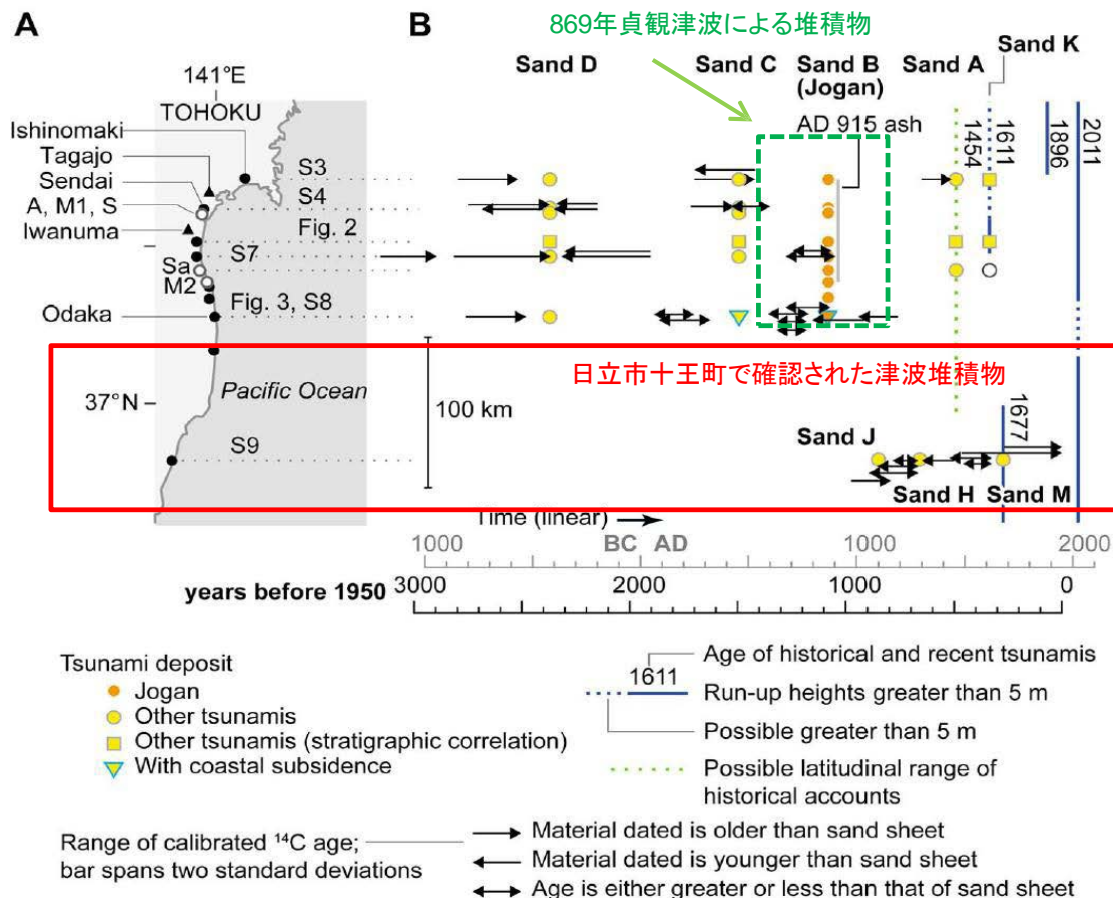 A
B
869年貞観津波による堆積物
141°E
TOHOKU
Sand D
Sand C
Sand B
(Jogan)
Sand A
Sand K
AD 915 ash
1454
1611
1896
2011
Ishinomaki
Tagajo
Sendai
A, M1, S
Iwanuma
Sa
M2
Odaka
S3
S4
Fig. 2
S7
Fig. 3, S8
日立市十王町で確認された津波堆積物
37°N
Pacific Ocean
100 km
S9
1677
Sand J
Sand H
Sand M
Time (linear)
1000
BC
AD
1000
2000
years before 1950
3000
2000
1000
0
Tsunami deposit
Jogan
Other tsunamis
Other tsunamis (stratigraphic correlation)
With coastal subsidence
Age of historical and recent tsunamis
1611
Run-up heights greater than 5 m
Possible greater than 5 m
Possible latitudinal range of
historical accounts
Range of calibrated ¹⁴C age;
bar spans two standard deviations
Material dated is older than sand sheet
Material dated is younger than sand sheet
Age is either greater or less than that of sand sheet